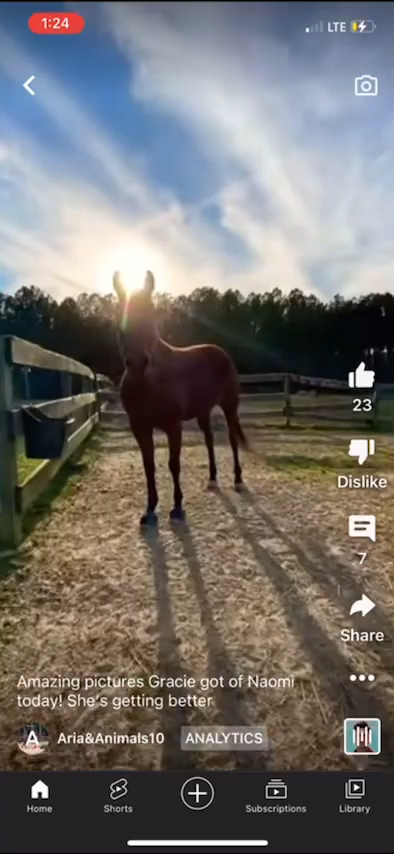 1:24
LTE
23
Dislike
7
Share
Amazing pictures Gracie got of Naomi
today! She's getting better
A Aria&Animals10 ANALYTICS
Home Shorts Subscriptions Library